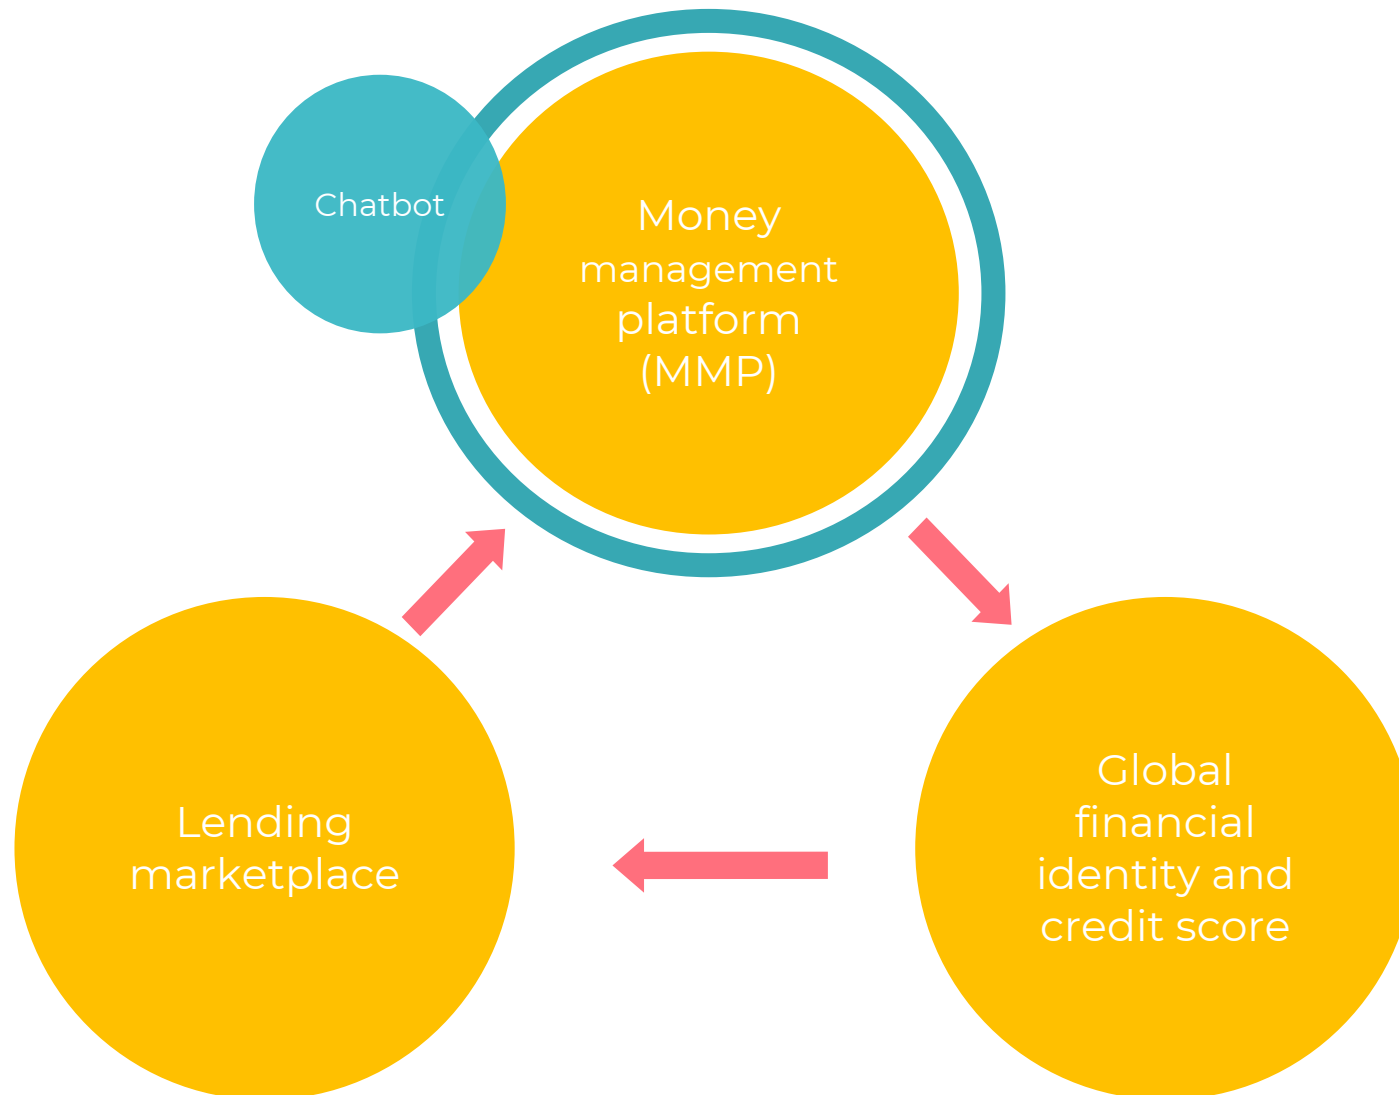 Chatbot
Money
management
platform
(MMP)
Lending
marketplace
Global
financial
identity and
credit score